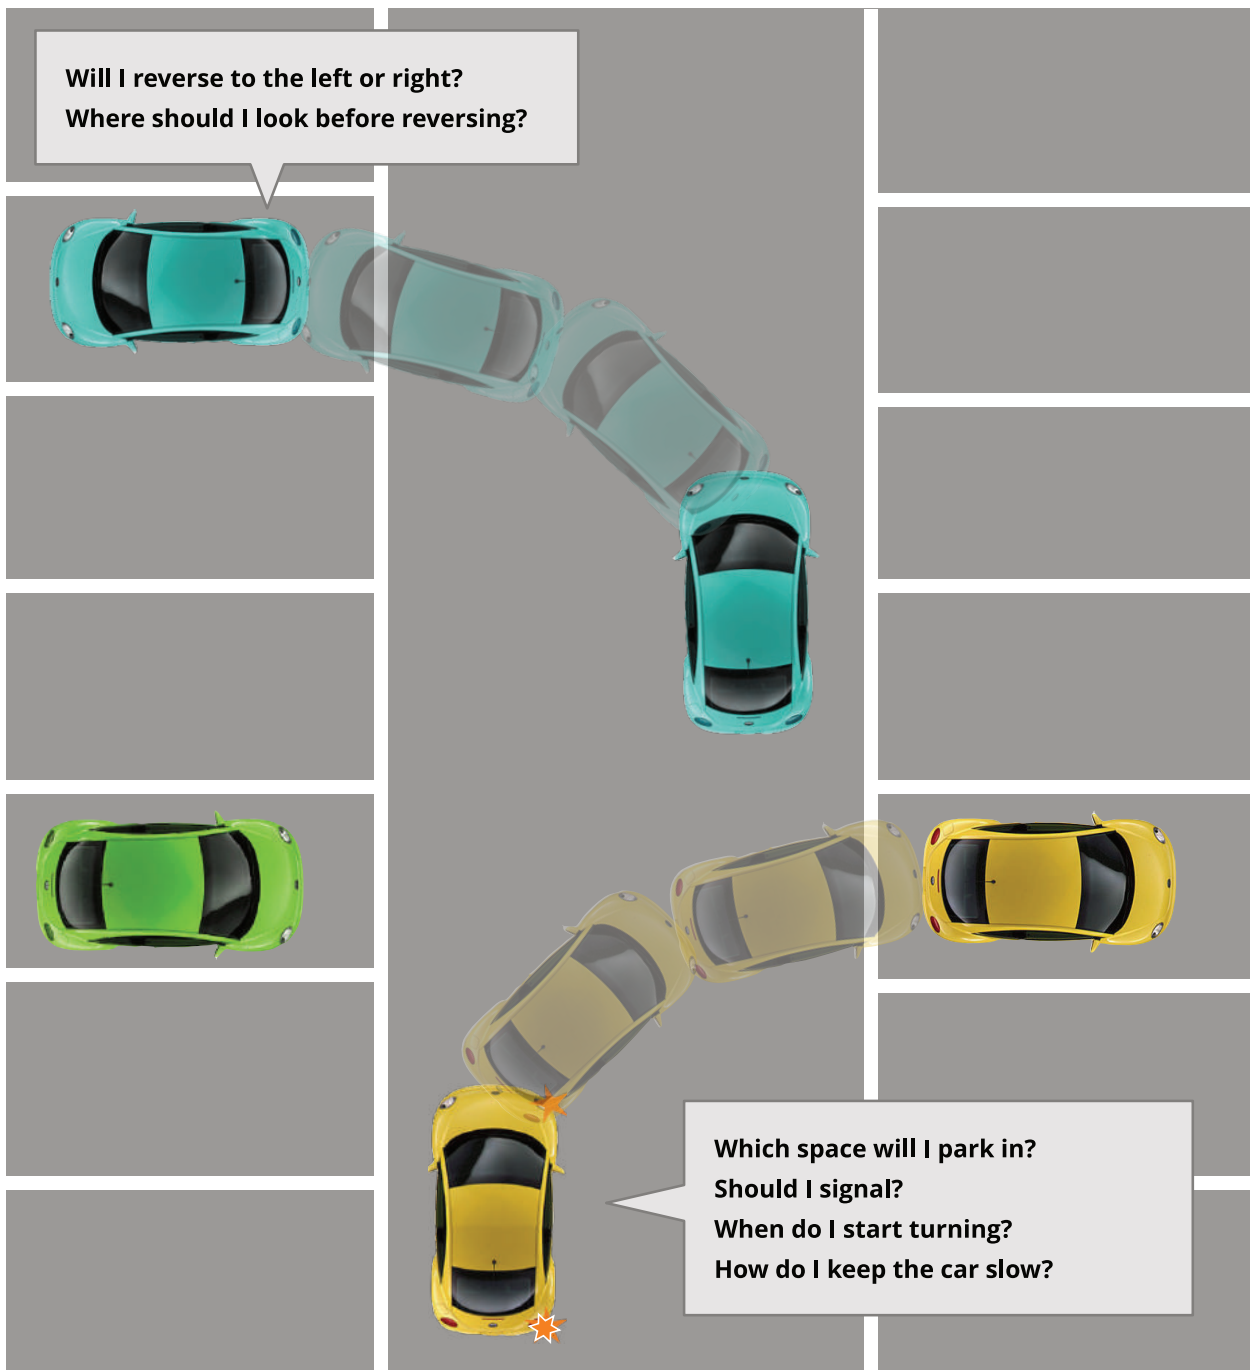 Will I reverse to the left or right?
Where should I look before reversing?
Which space will I park in?
Should I signal?
When do I start turning?
How do I keep the car slow?